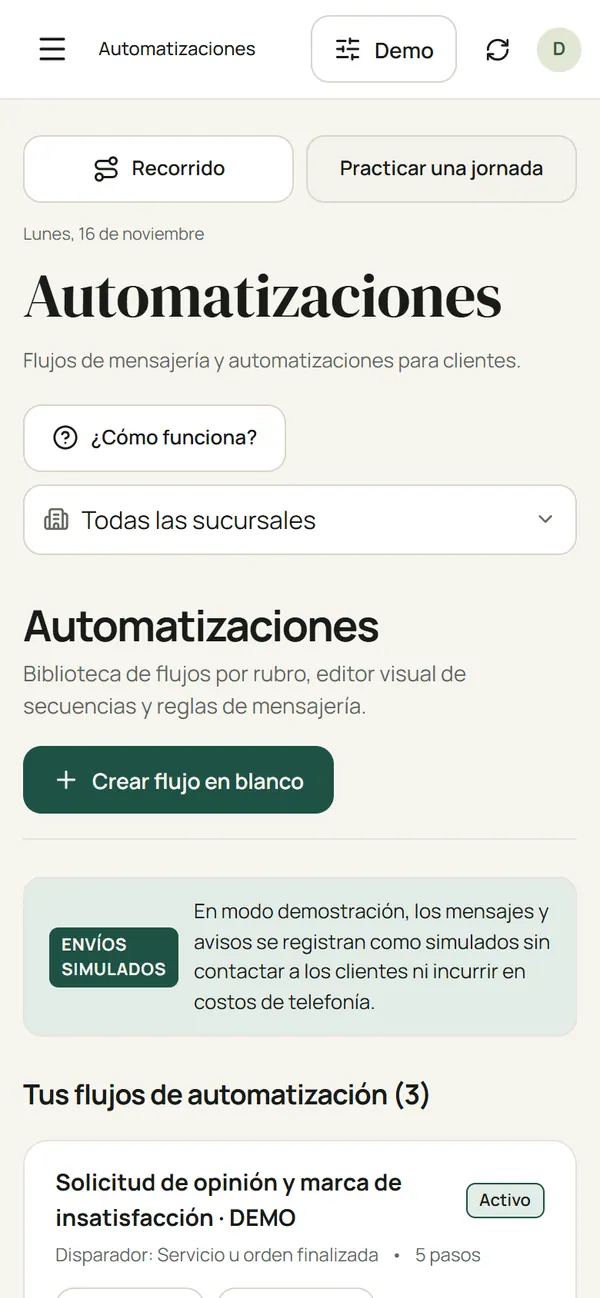 Automatizaciones
Demo
D
Recorrido
Practicar una jornada
Lunes, 16 de noviembre
Automatizaciones
Flujos de mensajería y automatizaciones para clientes.
¿Cómo funciona?
Todas las sucursales
Automatizaciones
Biblioteca de flujos por rubro, editor visual de
secuencias y reglas de mensajería.
+ Crear flujo en blanco
ENVÍOS
SIMULADOS
En modo demostración, los mensajes y
avisos se registran como simulados sin
contactar a los clientes ni incurrir en
costos de telefonía.
Tus flujos de automatización (3)
Solicitud de opinión y marca de
insatisfacción · DEMO
Activo
Disparador: Servicio u orden finalizada • 5 pasos